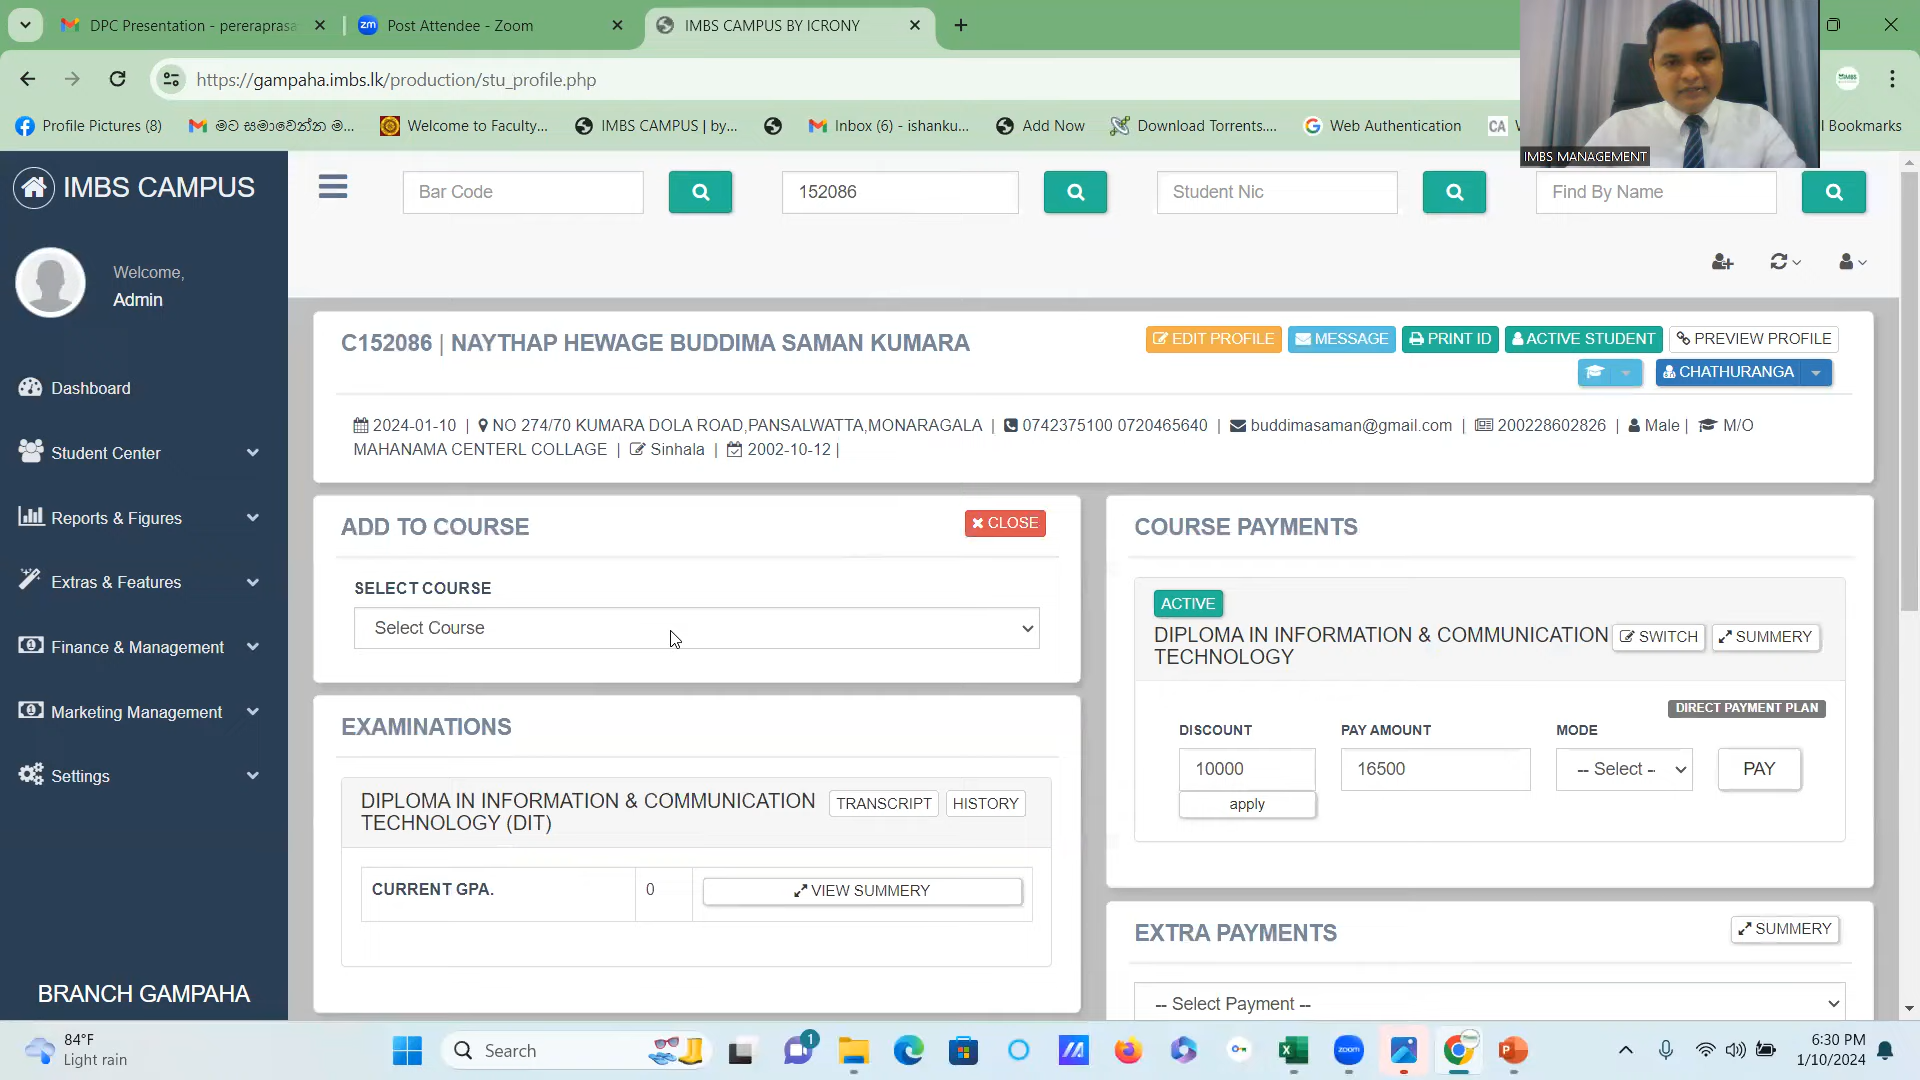 DPC Presentation - pereraprasa
Post Attendee - Zoom
IMBS CAMPUS BY ICRONY
https://gampaha.imbs.lk/production/stu_profile.php
Profile Pictures (8)
මට සමාවෙන්න ම...
Welcome to Faculty...
IMBS CAMPUS | by...
Inbox (6) - ishanku...
Add Now
Download Torrents....
Web Authentication
CA
l Bookmarks
IMBS MANAGEMENT
IMBS CAMPUS
Bar Code
152086
Student Nic
Find By Name
Welcome,
Admin
Dashboard
Student Center
Reports & Figures
Extras & Features
Finance & Management
Marketing Management
Settings
BRANCH GAMPAHA
C152086 | NAYTHAP HEWAGE BUDDIMA SAMAN KUMARA
EDIT PROFILE
MESSAGE
PRINT ID
ACTIVE STUDENT
PREVIEW PROFILE
CHATHURANGA
2024-01-10 | NO 274/70 KUMARA DOLA ROAD,PANSALWATTA,MONARAGALA | 0742375100 0720465640 | buddimasaman@gmail.com | 200228602826 | Male | M/O
MAHANAMA CENTERL COLLAGE | Sinhala | 2002-10-12 |
ADD TO COURSE
CLOSE
SELECT COURSE
Select Course
EXAMINATIONS
DIPLOMA IN INFORMATION & COMMUNICATION
TECHNOLOGY (DIT)
TRANSCRIPT
HISTORY
CURRENT GPA.
0
VIEW SUMMERY
COURSE PAYMENTS
ACTIVE
DIPLOMA IN INFORMATION & COMMUNICATION
TECHNOLOGY
SWITCH
SUMMERY
DIRECT PAYMENT PLAN
DISCOUNT
PAY AMOUNT
MODE
10000
16500
-- Select -
PAY
apply
EXTRA PAYMENTS
SUMMERY
-- Select Payment --
84°F
Light rain
Search
1
zoom
6:30 PM
1/10/2024